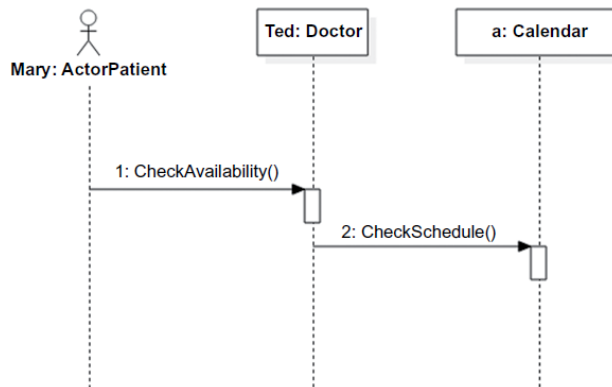 Ted: Doctor
a: Calendar
Mary: ActorPatient
1: CheckAvailability()
2: CheckSchedule()